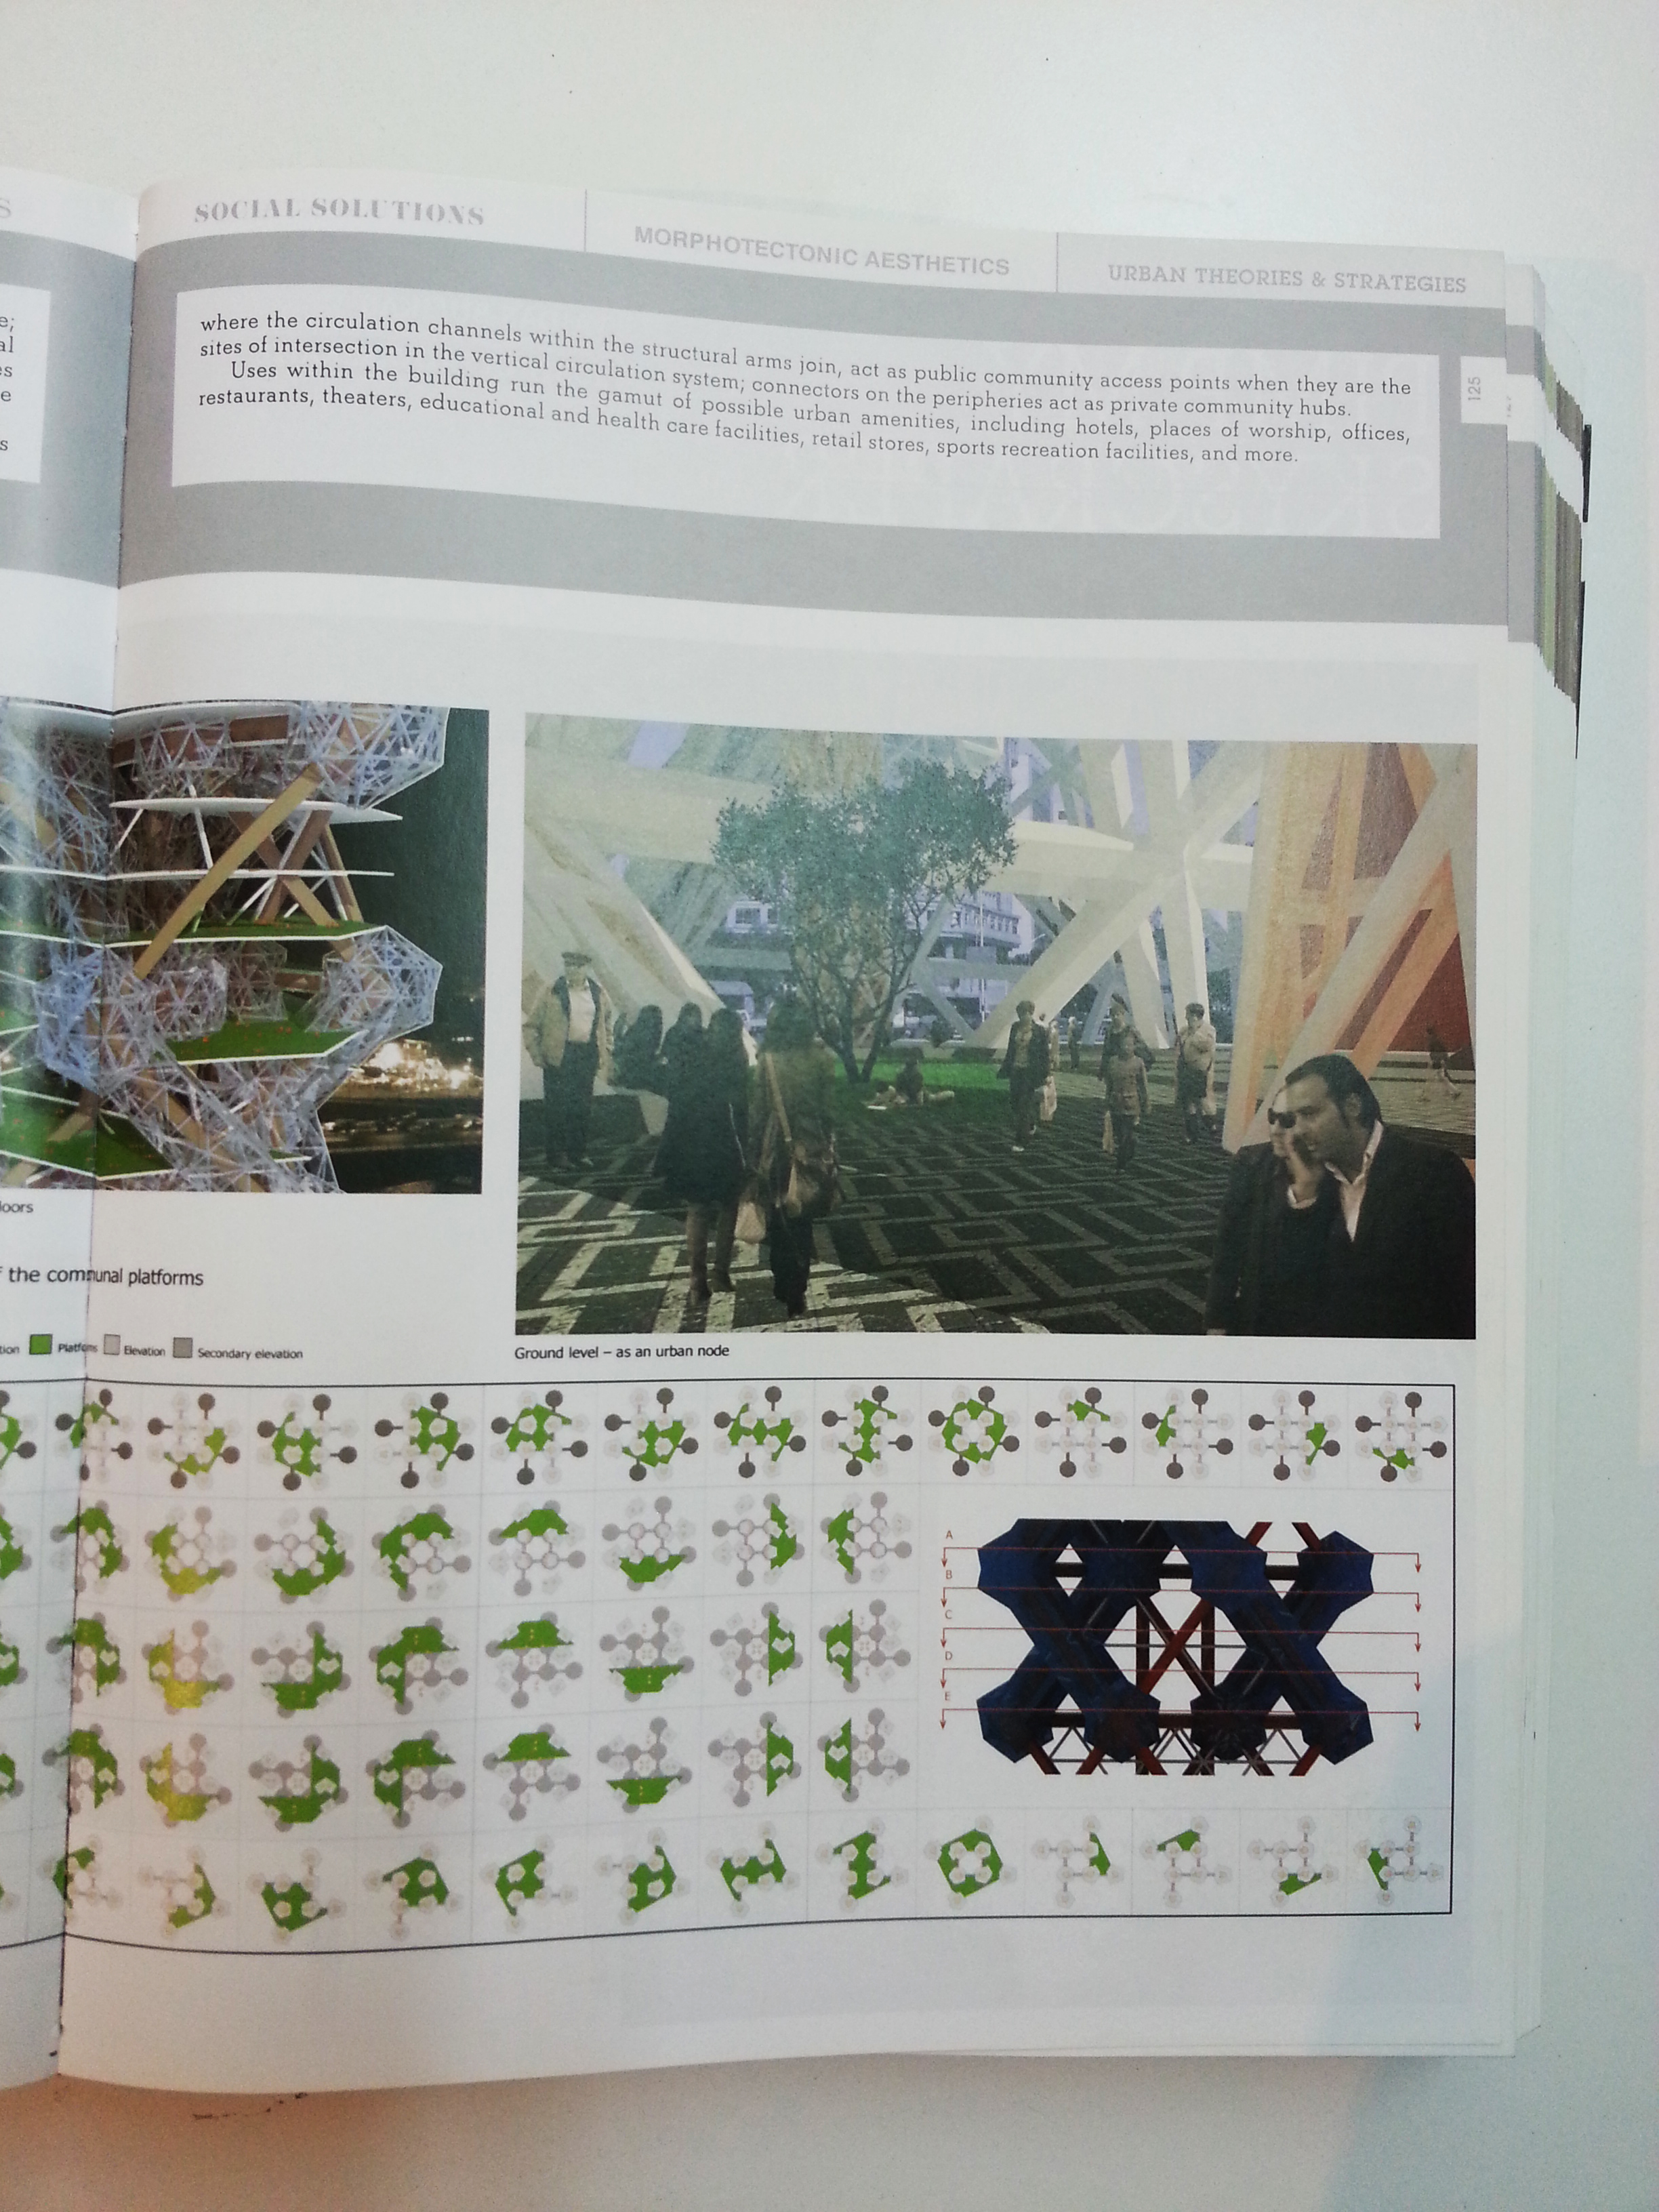 SOCIAL SOLUTIONS
MORPHOTECTONIC AESTHETICS
URBAN THEORIES & STRATEGIES
where the circulation channels within the structural arms join, act as public community access points when they are the
sites of intersection in the vertical circulation system; connectors on the peripheries act as private community hubs.
Uses within the building run the gamut of possible urban amenities, including hotels, places of worship, offices,
restaurants, theaters, educational and health care facilities, retail stores, sports recreation facilities, and more.
125
the communal platforms
Platforms
Elevation
Secondary elevation
Ground level – as an urban node
A
B
C
D
E